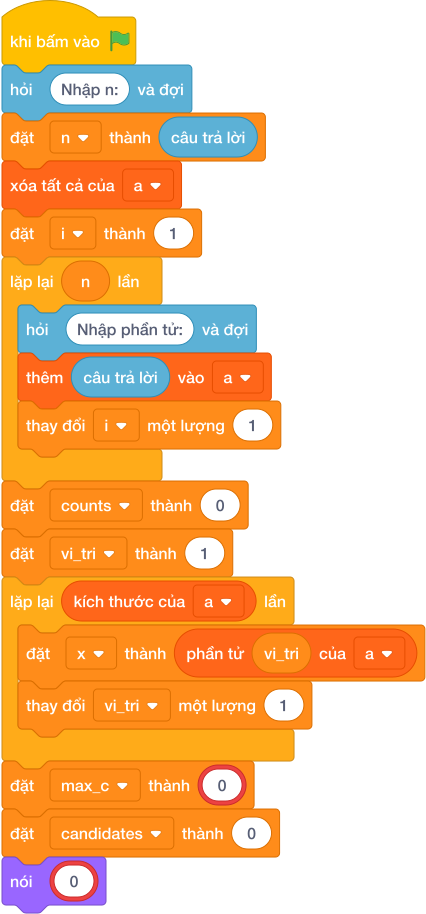 khi bấm vào
hỏi Nhập n: và đợi
đặt n thành câu trả lời
xóa tất cả của a
đặt i thành 1
lặp lại n lần
hỏi Nhập phần tử: và đợi
thêm câu trả lời vào a
thay đổi i một lượng 1
đặt counts thành 0
đặt vi_tri thành 1
lặp lại kích thước của a lần
đặt x thành phần tử vi_tri của a
thay đổi vi_tri một lượng 1
đặt max_c thành 0
đặt candidates thành 0
nói 0